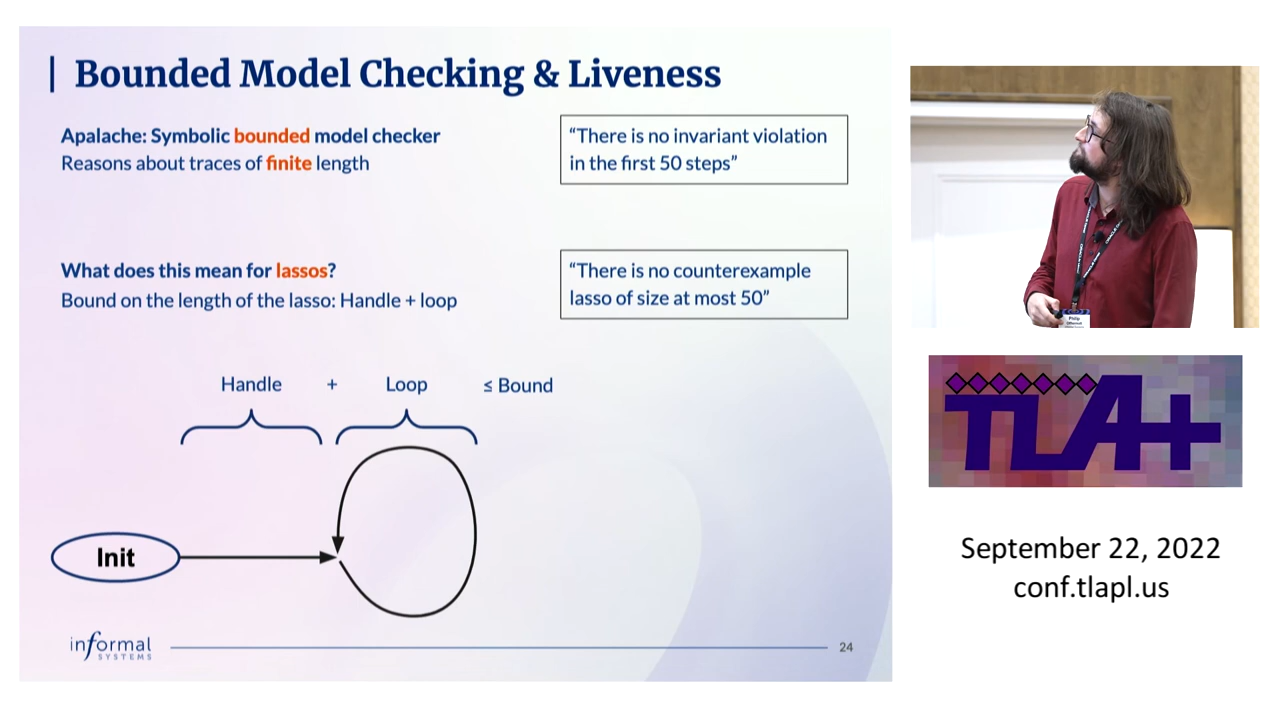 | Bounded Model Checking & Liveness
Apalache: Symbolic bounded model checker
Reasons about traces of finite length
“There is no invariant violation
in the first 50 steps”
What does this mean for lassos?
Bound on the length of the lasso: Handle + loop
“There is no counterexample
lasso of size at most 50”
Handle + Loop ≤ Bound
Init
informal
SYSTEMS
24
Philip
TLA+
September 22, 2022
conf.tlapl.us